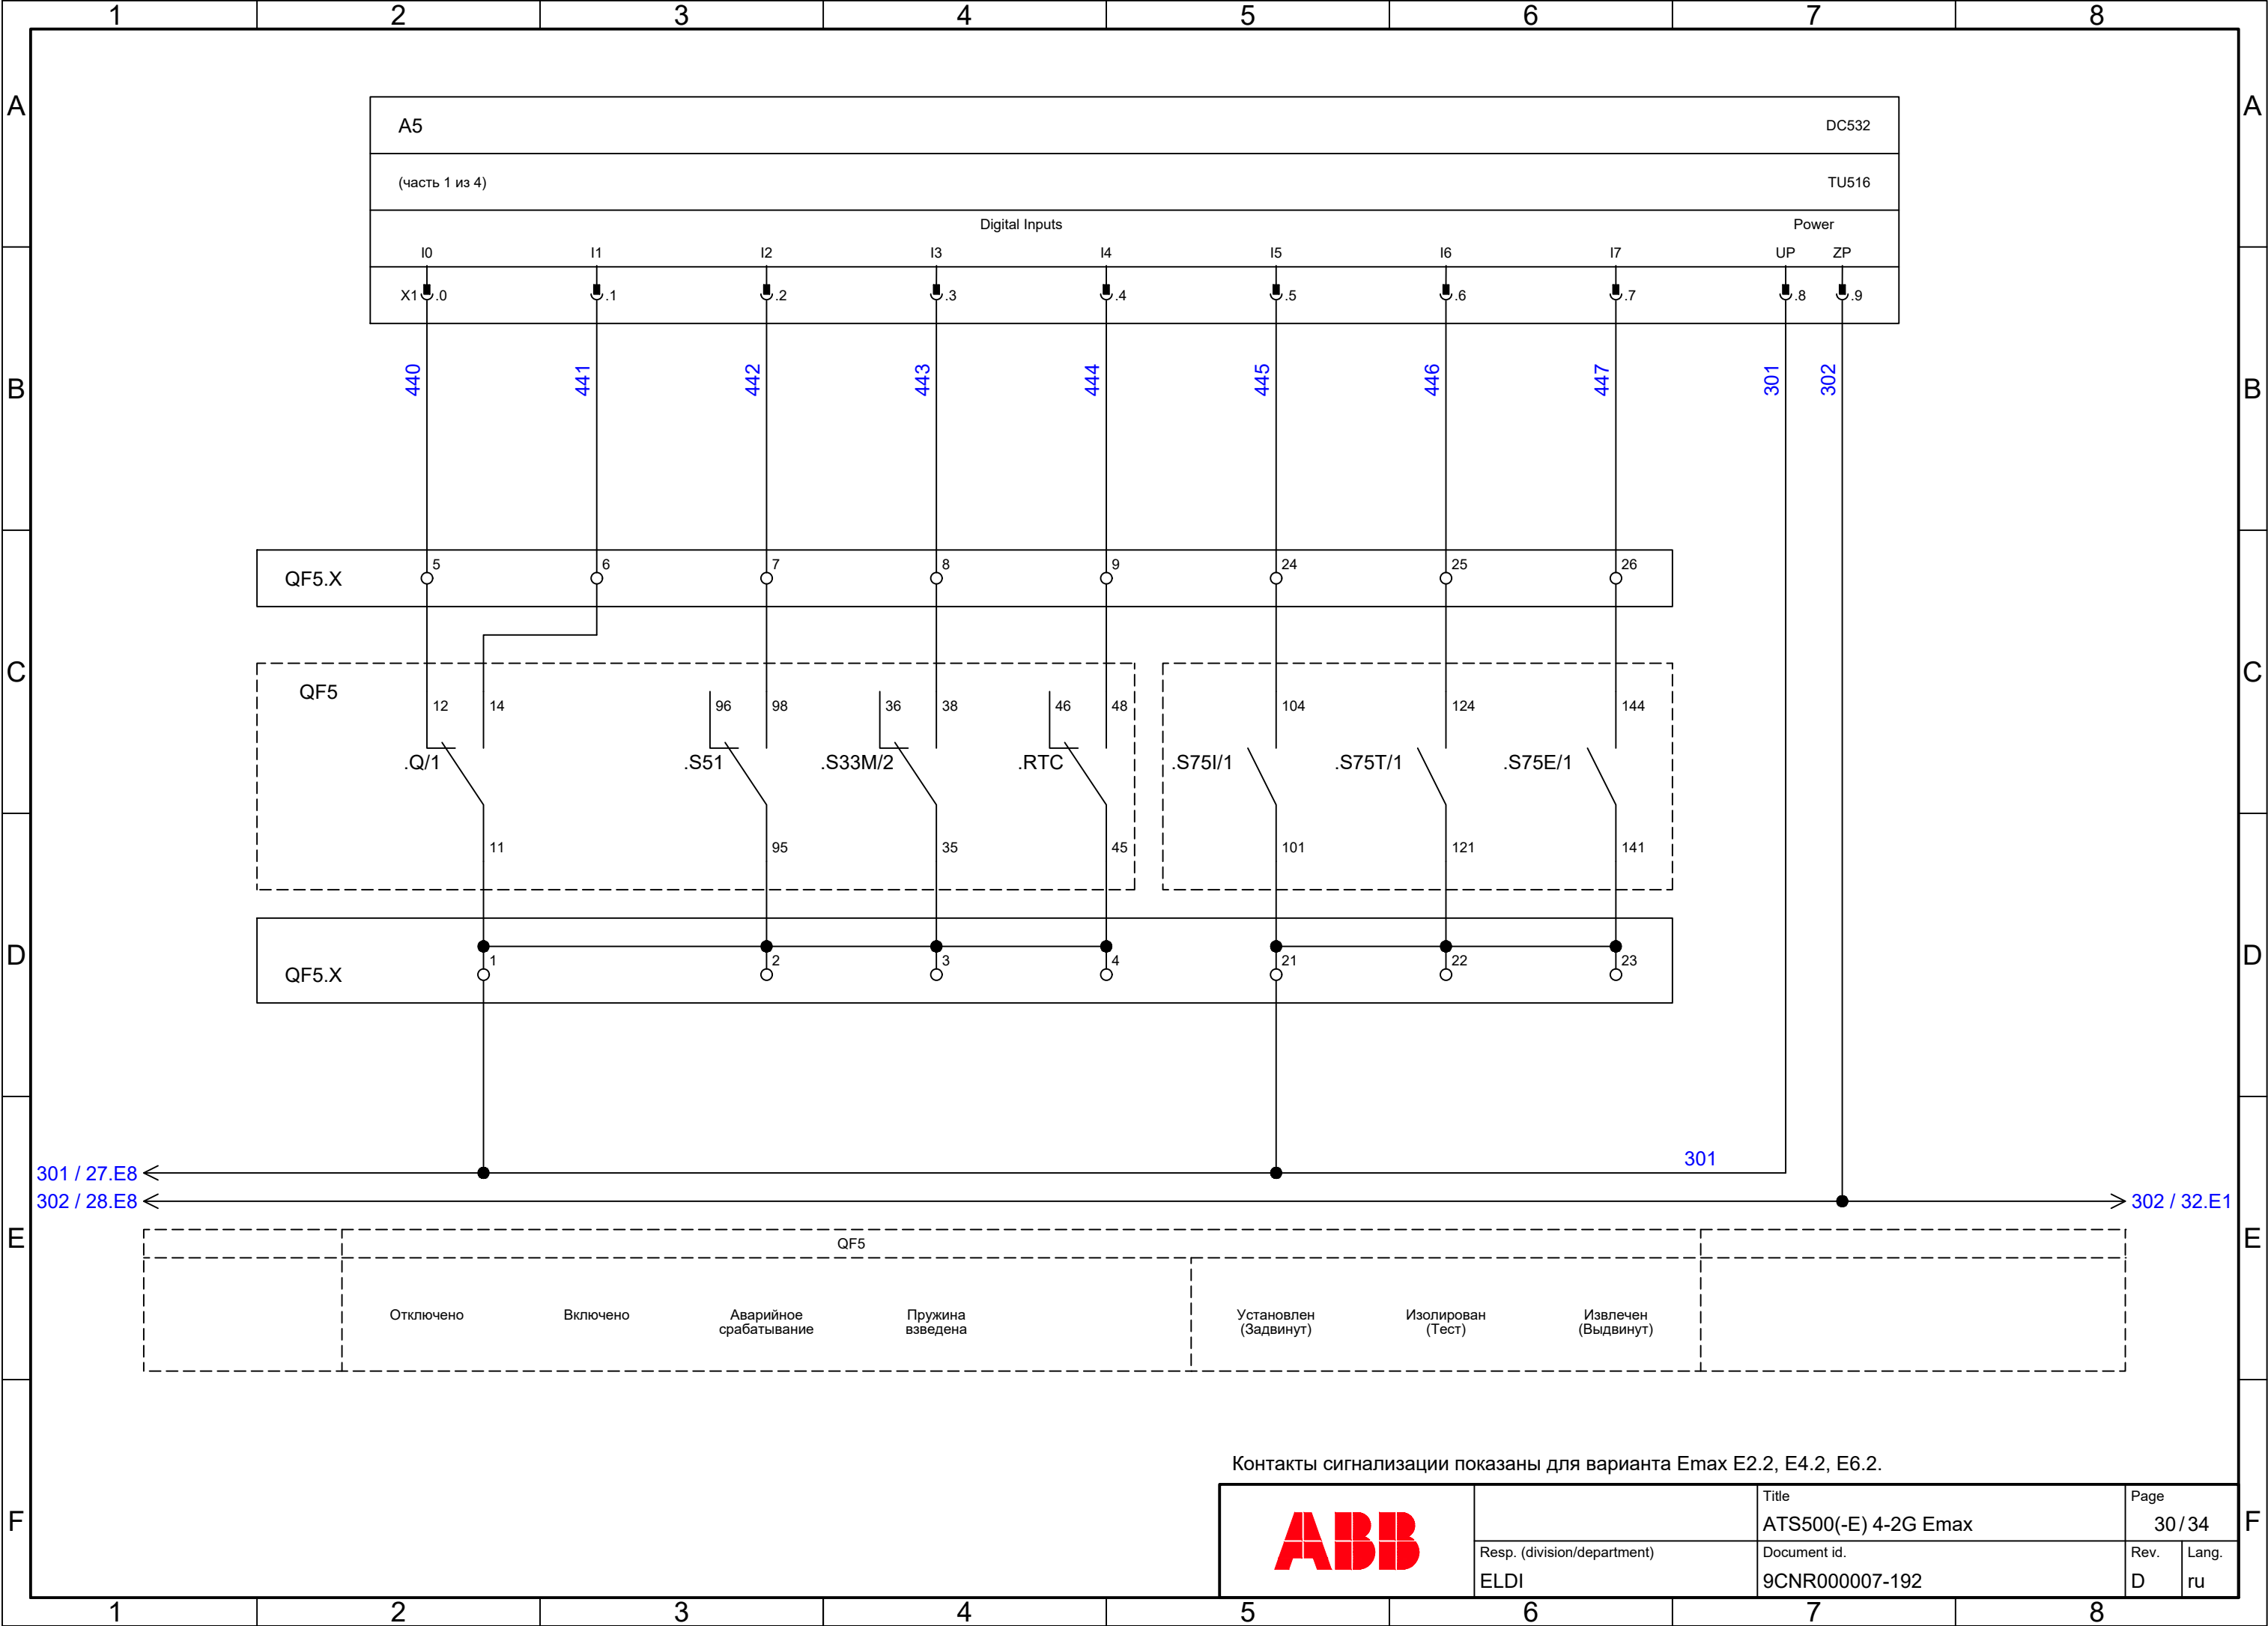 1 2 3 4 5 6 7 8
A A
A5 DC532
(часть 1 из 4) TU516
Digital Inputs Power
I0 I1 I2 I3 I4 I5 I6 I7 UP ZP
X1 .0 .1 .2 .3 .4 .5 .6 .7 .8 .9
B B
440 441 442 443 444 445 446 447 301 302
5 6 7 8 9 24 25 26
QF5.X
C C
QF5
12 14 96 98 36 38 46 48 104 124 144
.Q/1 .S51 .S33M/2 .RTC .S75I/1 .S75T/1 .S75E/1
11 95 35 45 101 121 141
D D
1 2 3 4 21 22 23
QF5.X
301
301 / 27.E8
302 / 28.E8 302 / 32.E1
E E
QF5
Отключено Включено Аварийное Пружина Установлен Изолирован Извлечен
срабатывание взведена (Задвинут) (Тест) (Выдвинут)
Контакты сигнализации показаны для варианта Emax E2.2, E4.2, E6.2.
F F
ABB
Title Page
ATS500(-E) 4-2G Emax 30/34
Resp. (division/department) Document id. Rev. Lang.
ELDI 9CNR000007-192 D ru
1 2 3 4 5 6 7 8